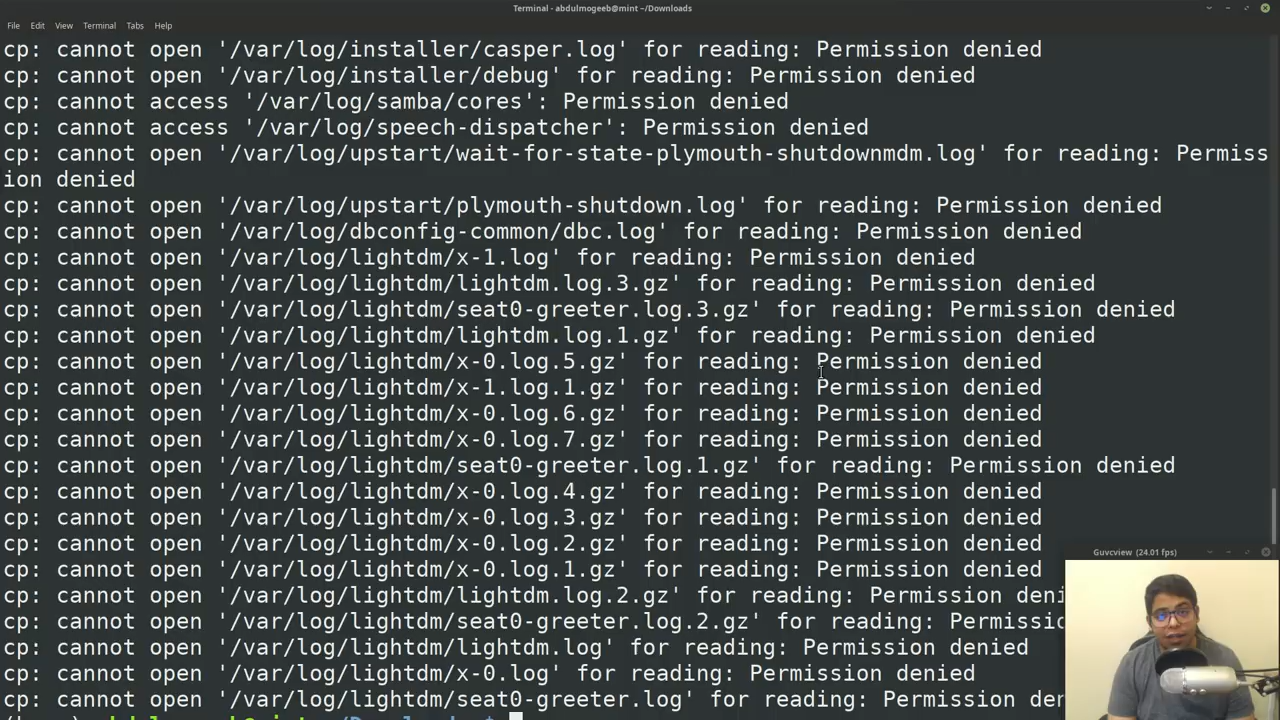 Terminal - abdulmogeeb@mint ~/Downloads
File Edit View Terminal Tabs Help
cp: cannot open '/var/log/installer/casper.log' for reading: Permission denied
cp: cannot open '/var/log/installer/debug' for reading: Permission denied
cp: cannot access '/var/log/samba/cores': Permission denied
cp: cannot access '/var/log/speech-dispatcher': Permission denied
cp: cannot open '/var/log/upstart/wait-for-state-plymouth-shutdownmdm.log' for reading: Permiss
ion denied
cp: cannot open '/var/log/upstart/plymouth-shutdown.log' for reading: Permission denied
cp: cannot open '/var/log/dbconfig-common/dbc.log' for reading: Permission denied
cp: cannot open '/var/log/lightdm/x-1.log' for reading: Permission denied
cp: cannot open '/var/log/lightdm/lightdm.log.3.gz' for reading: Permission denied
cp: cannot open '/var/log/lightdm/seat0-greeter.log.3.gz' for reading: Permission denied
cp: cannot open '/var/log/lightdm/lightdm.log.1.gz' for reading: Permission denied
cp: cannot open '/var/log/lightdm/x-0.log.5.gz' for reading: Permission denied
cp: cannot open '/var/log/lightdm/x-1.log.1.gz' for reading: Permission denied
cp: cannot open '/var/log/lightdm/x-0.log.6.gz' for reading: Permission denied
cp: cannot open '/var/log/lightdm/x-0.log.7.gz' for reading: Permission denied
cp: cannot open '/var/log/lightdm/seat0-greeter.log.1.gz' for reading: Permission denied
cp: cannot open '/var/log/lightdm/x-0.log.4.gz' for reading: Permission denied
cp: cannot open '/var/log/lightdm/x-0.log.3.gz' for reading: Permission denied
cp: cannot open '/var/log/lightdm/x-0.log.2.gz' for reading: Permission denied
cp: cannot open '/var/log/lightdm/x-0.log.1.gz' for reading: Permission denied
cp: cannot open '/var/log/lightdm/lightdm.log.2.gz' for reading: Permission deni
cp: cannot open '/var/log/lightdm/seat0-greeter.log.2.gz' for reading: Permissio
cp: cannot open '/var/log/lightdm/lightdm.log' for reading: Permission denied
cp: cannot open '/var/log/lightdm/x-0.log' for reading: Permission denied
cp: cannot open '/var/log/lightdm/seat0-greeter.log' for reading: Permission der
Guvcview (24.01 fps)